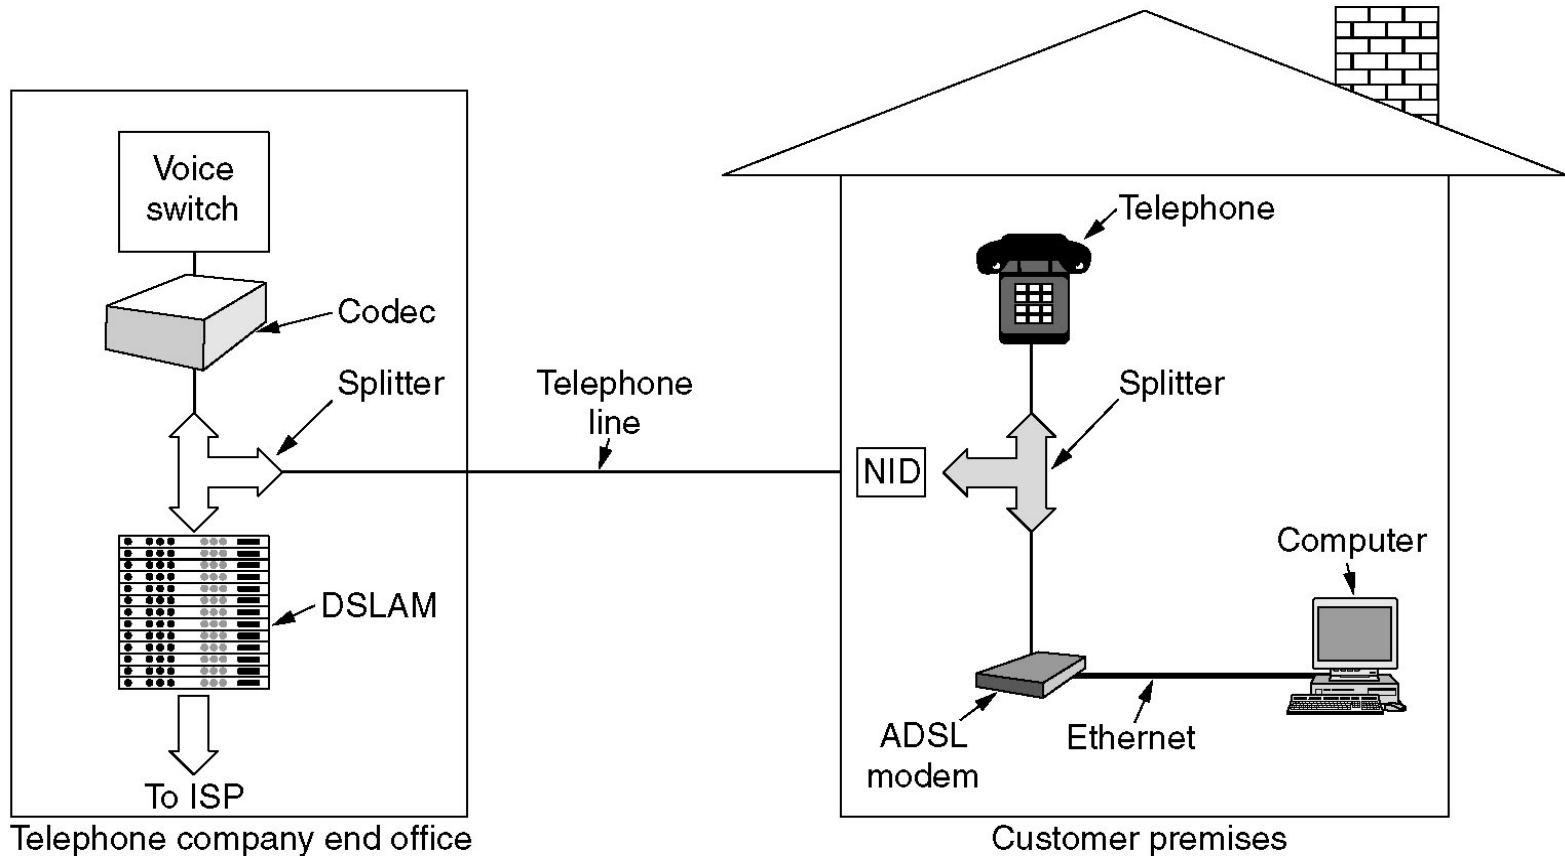 Voice
switch
Codec
Splitter
DSLAM
To ISP
Telephone company end office
Telephone
line
Telephone
Splitter
NID
Computer
ADSL
modem
Ethernet
Customer premises